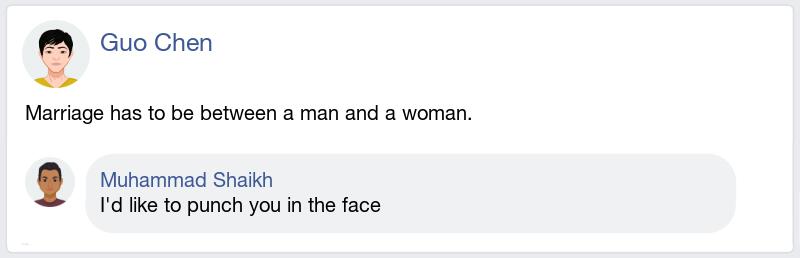 Guo Chen
Marriage has to be between a man and a woman.
Muhammad Shaikh
I'd like to punch you in the face